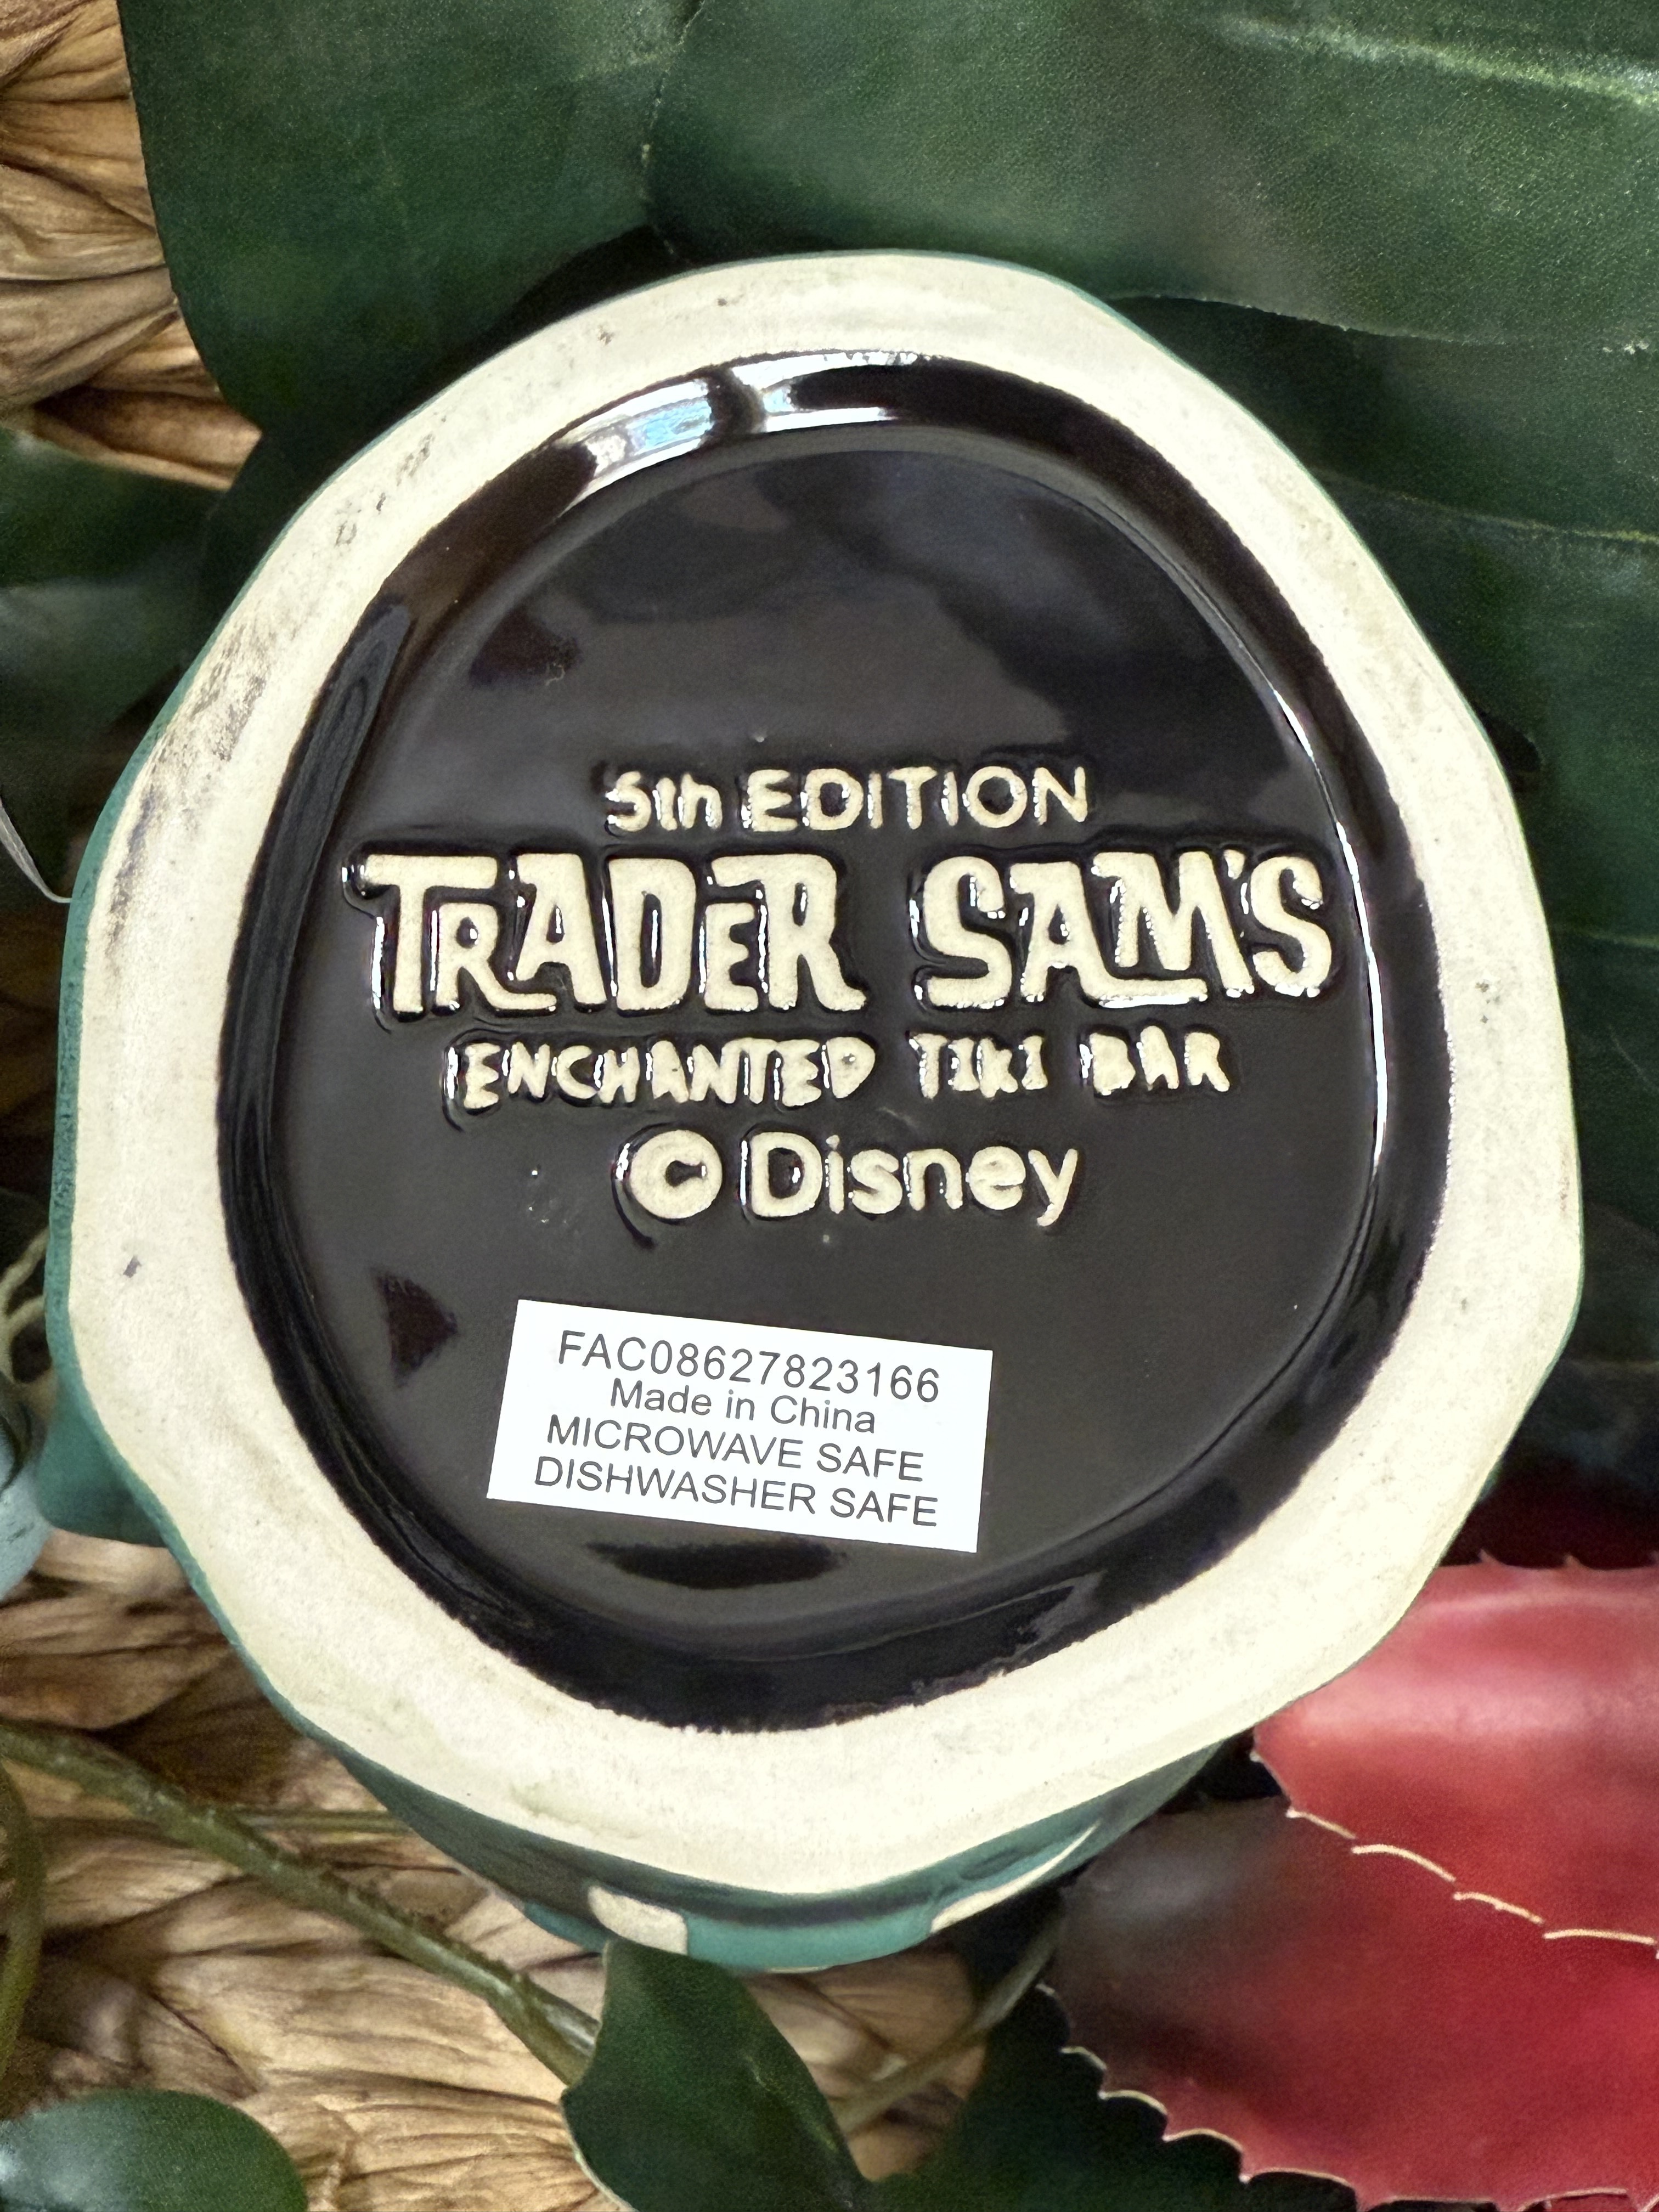 5th EDITION
TRADER SAM'S
ENCHANTED TIKI BAR
© Disney
FAC08627823166
Made in China
MICROWAVE SAFE
DISHWASHER SAFE